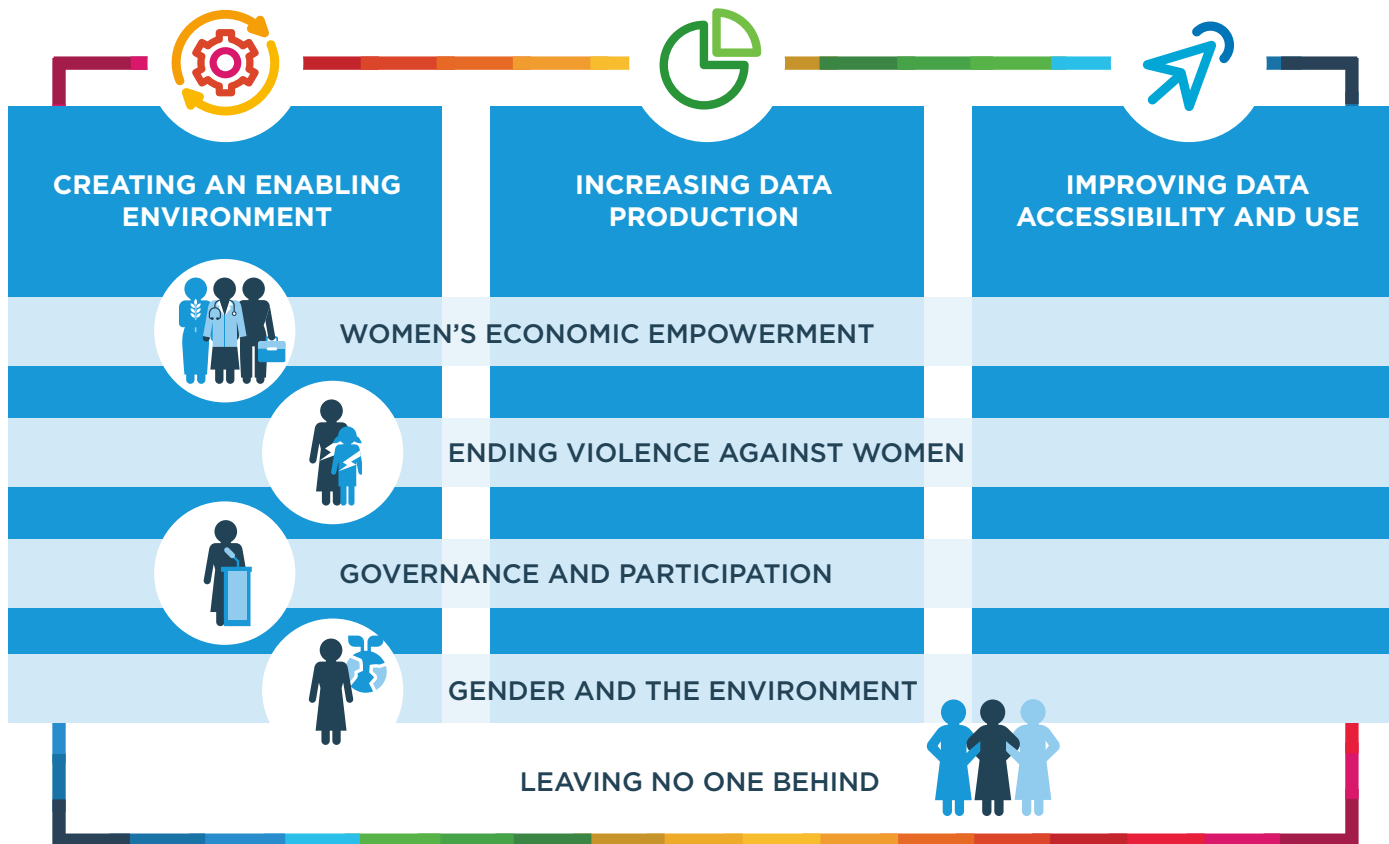 CREATING AN ENABLING
ENVIRONMENT
INCREASING DATA
PRODUCTION
IMPROVING DATA
ACCESSIBILITY AND USE
WOMEN’S ECONOMIC EMPOWERMENT
ENDING VIOLENCE AGAINST WOMEN
GOVERNANCE AND PARTICIPATION
GENDER AND THE ENVIRONMENT
LEAVING NO ONE BEHIND